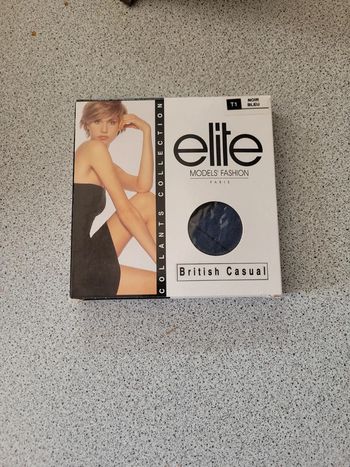 T1
NOIR
BLEU
elite
MODELS' FASHION
PARIS
COLLANTS COLLECTION
British Casual